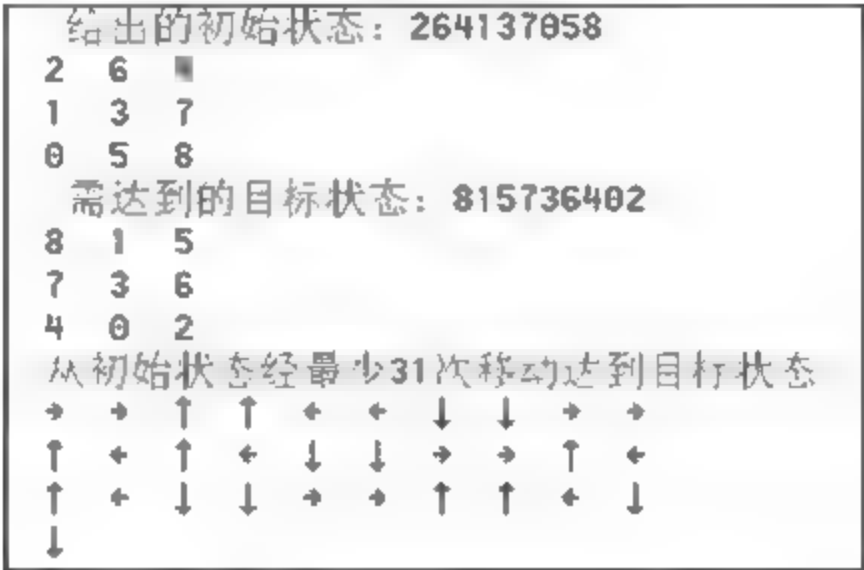 给出的初始状态: 264137058
2 6
1 3 7
0 5 8
需达到的目标状态: 815736402
8 1 5
7 3 6
4 0 2
从初始状态经最少31次移动达到目标状态
→ → ↑ ↑ ← ← ↓ ↓ → →
↑ ← ↑ ← ↓ ↓ → → ↑ ←
↑ ← ↓ ↓ → → ↑ ↑ ← ↓
↓